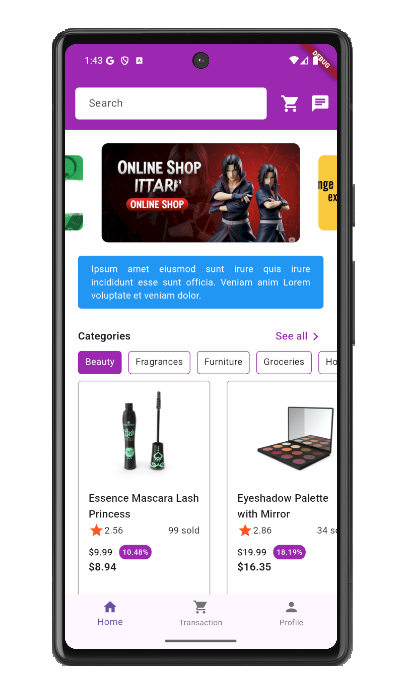 1:43 G A
DEBUG
Search
ONLINE SHOP
ITTARI
ONLINE SHOP
nge
ex
Ipsum amet eiusmod sunt irure quis irure
incididunt esse sunt officia. Veniam anim Lorem
voluptate et veniam dolor.
Categories
See all
Beauty
Fragrances
Furniture
Groceries
Ho
Essence Mascara Lash
Princess
2.56
99 sold
$9.99
10.48%
$8.94
Eyeshadow Palette
with Mirror
2.86
34 so
$19.99
18.19%
$16.35
Home
Transaction
Profile